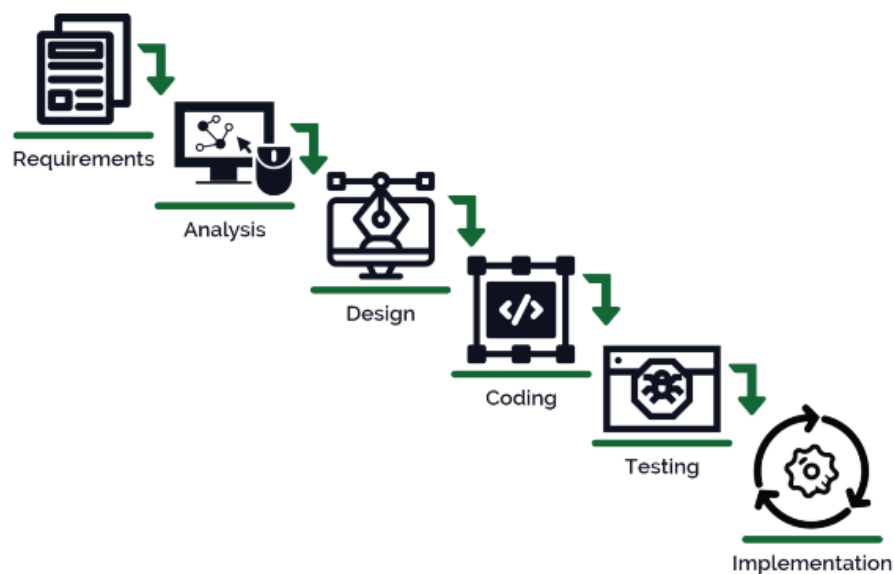 Requirements
Analysis
Design
</>
Coding
Testing
Implementation